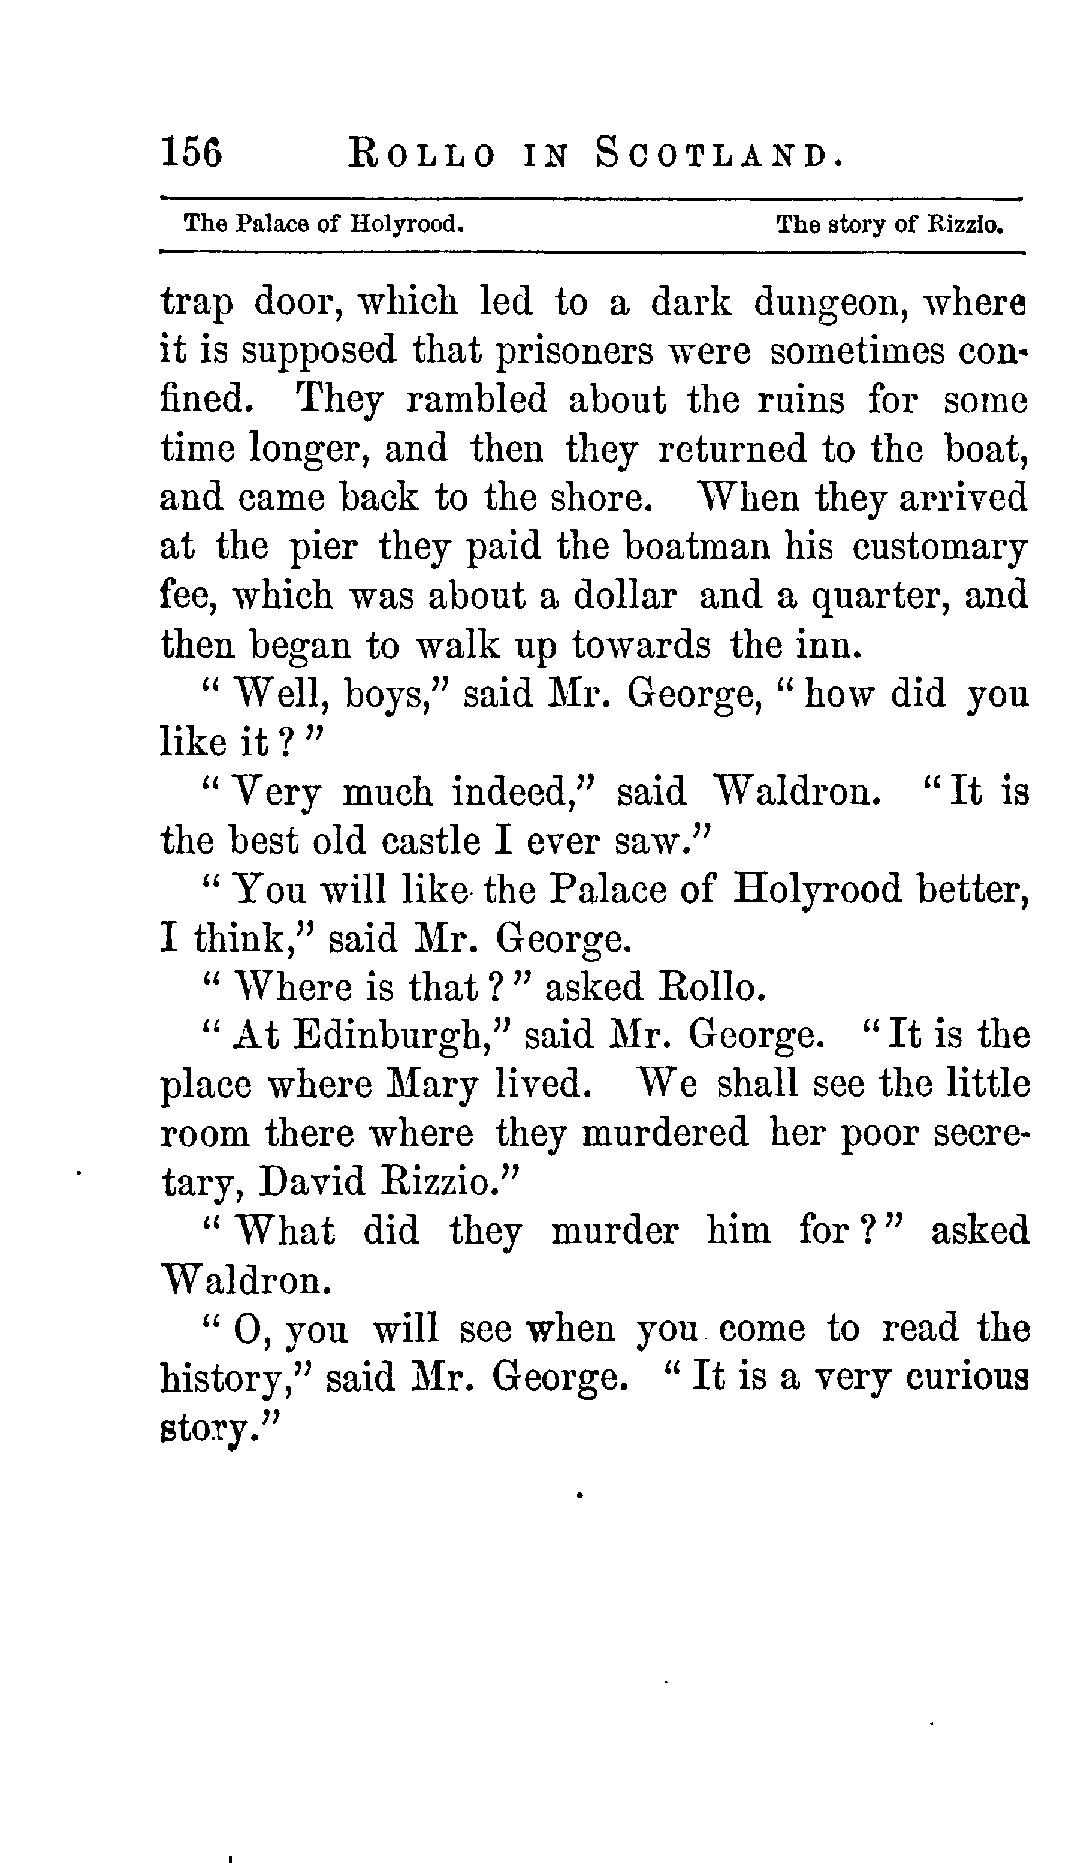 156 ROLLO IN SCOTLAND.
The Palace of Holyrood. The story of Rizzio.
trap door, which led to a dark dungeon, where
it is supposed that prisoners were sometimes con-
fined. They rambled about the ruins for some
time longer, and then they returned to the boat,
and came back to the shore. When they arrived
at the pier they paid the boatman his customary
fee, which was about a dollar and a quarter, and
then began to walk up towards the inn.
" Well, boys," said Mr. George, " how did you
like it ? "
" Very much indeed," said Waldron. " It is
the best old castle I ever saw."
" You will like the Palace of Holyrood better,
I think," said Mr. George.
" Where is that ? " asked Rollo.
" At Edinburgh," said Mr. George. " It is the
place where Mary lived. We shall see the little
room there where they murdered her poor secre-
tary, David Rizzio."
" What did they murder him for ? " asked
Waldron.
" O, you will see when you come to read the
history," said Mr. George. " It is a very curious
story."